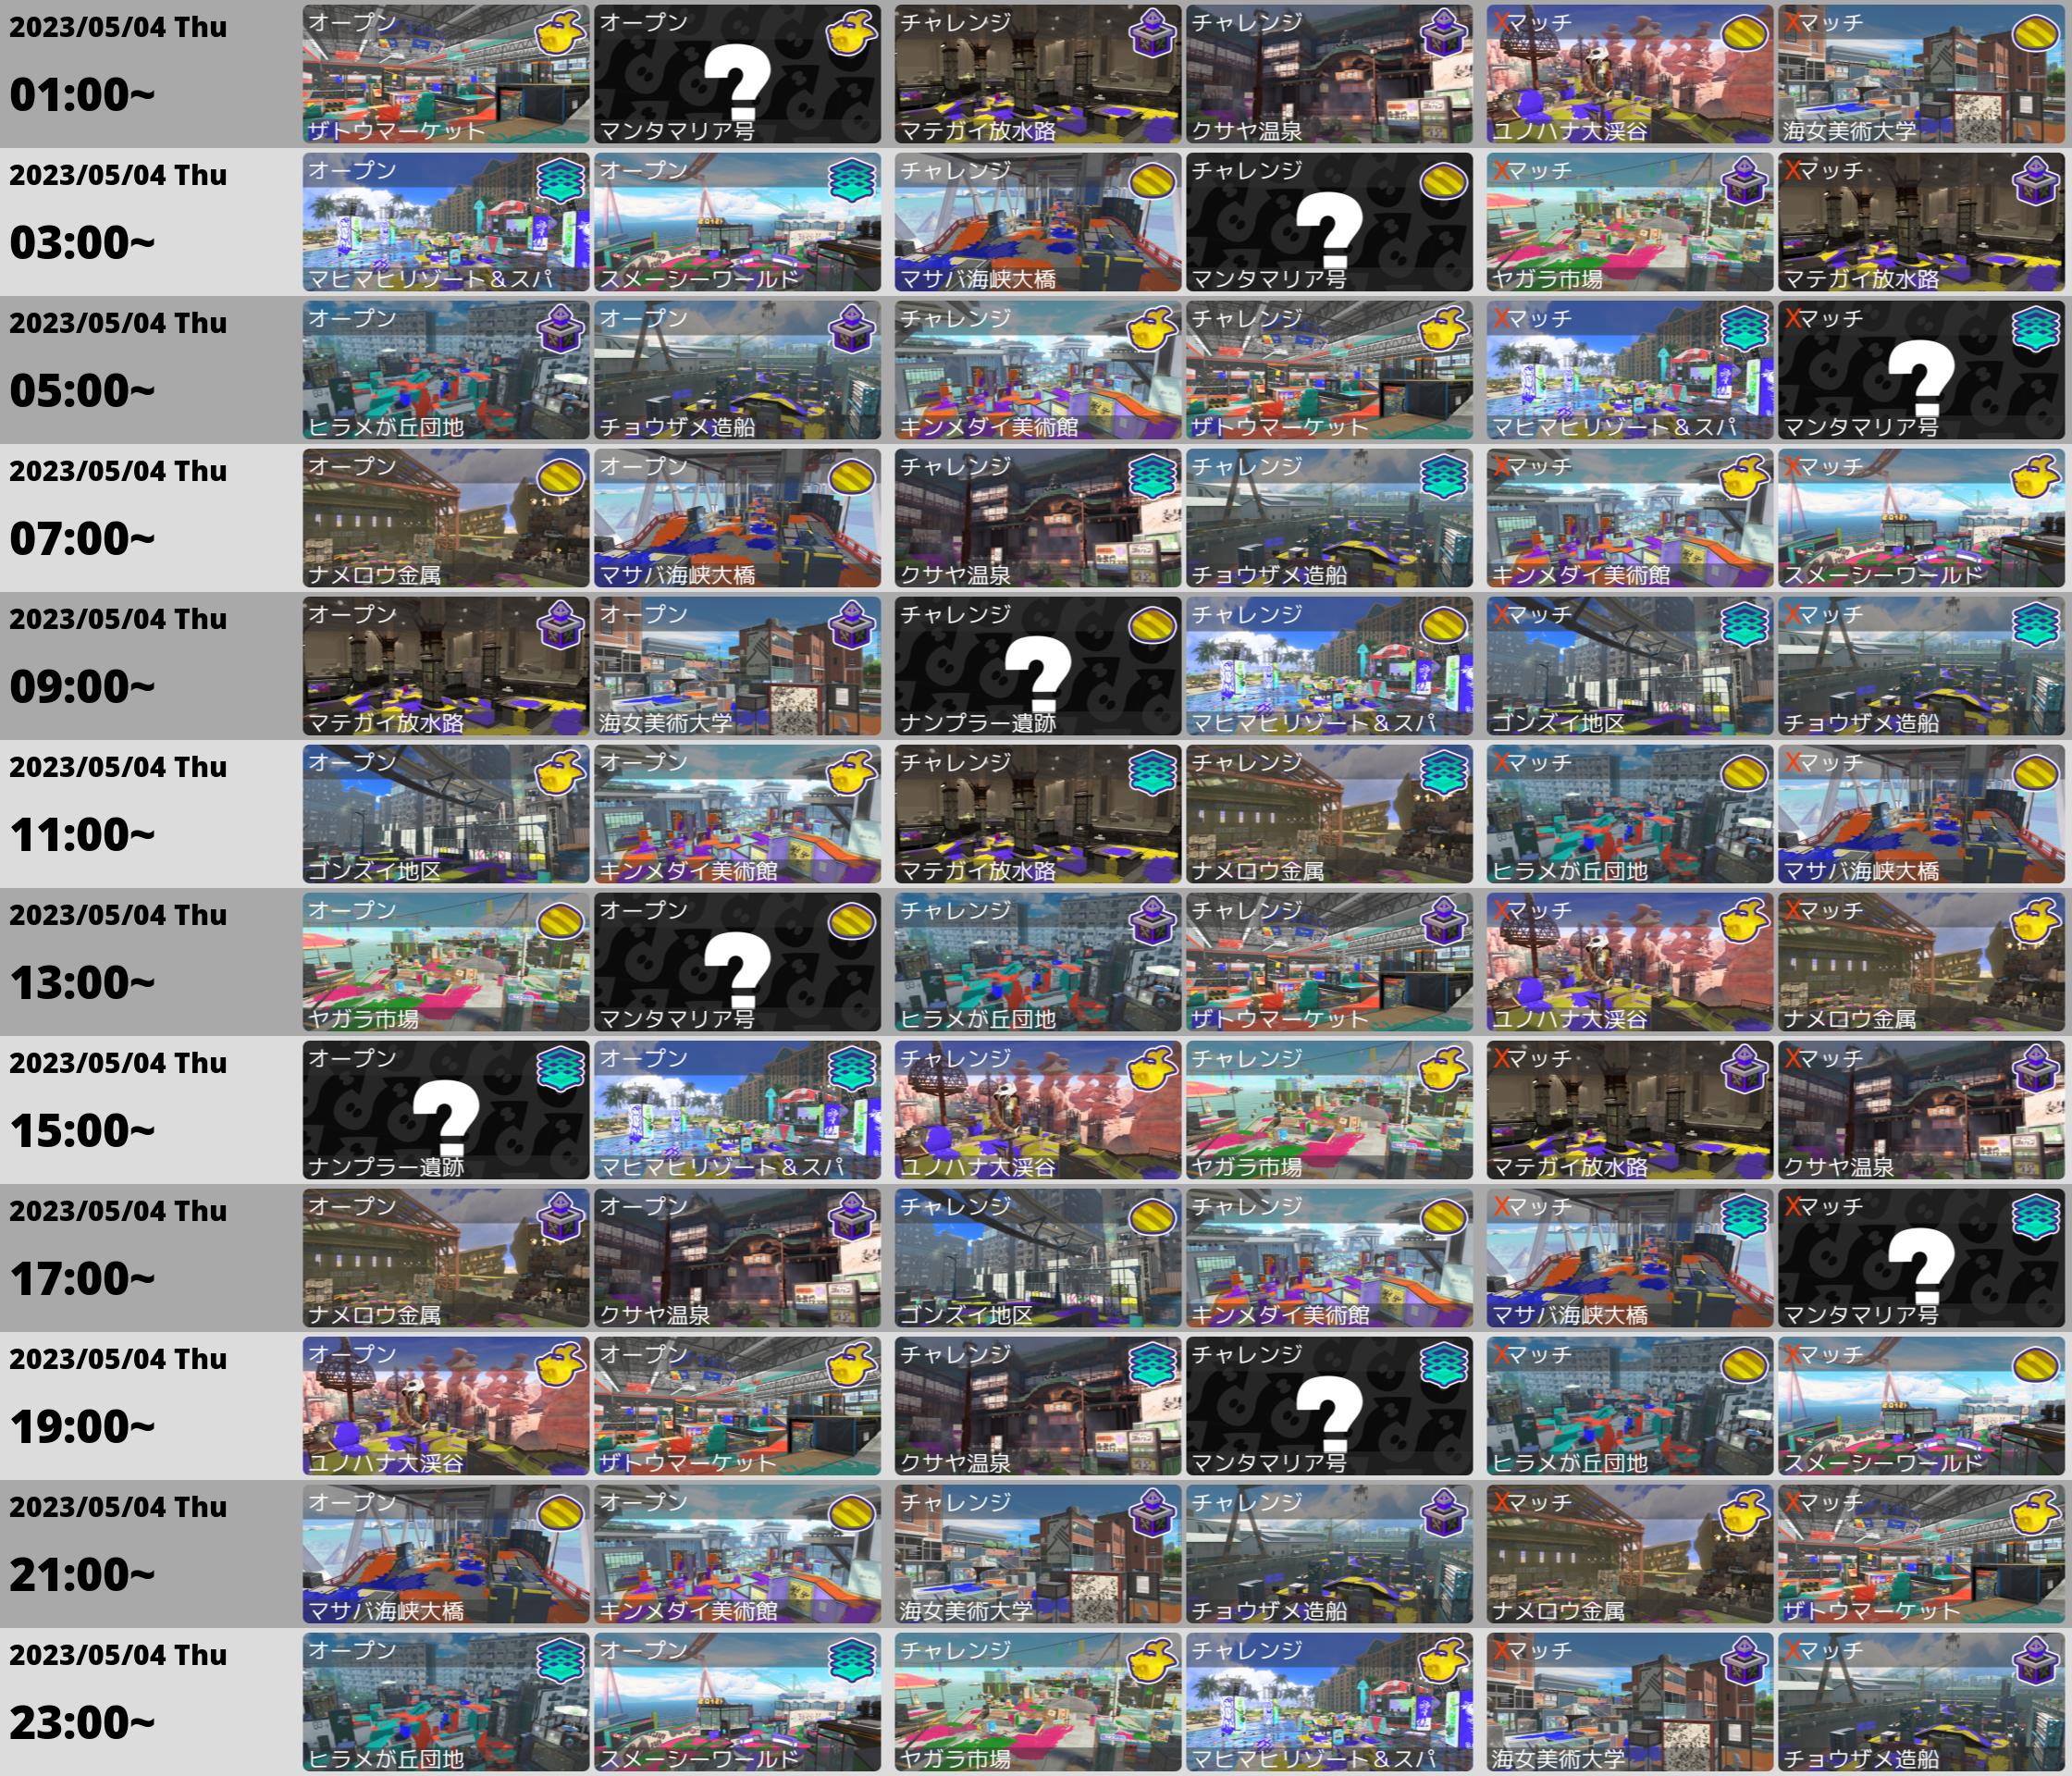 2023/05/04 Thu
01:00~
オープン
ザトウマーケット
オープン
マンタマリア号
チャレンジ
マテガイ放水路
チャレンジ
クサヤ温泉
Xマッチ
ユノハナ大渓谷
Xマッチ
海女美術大学
2023/05/04 Thu
03:00~
オープン
マヒマヒリゾート＆スパ
オープン
スメーシーワールド
チャレンジ
マサバ海峡大橋
チャレンジ
マンタマリア号
Xマッチ
ヤガラ市場
Xマッチ
マテガイ放水路
2023/05/04 Thu
05:00~
オープン
ヒラメが丘団地
オープン
チョウザメ造船
チャレンジ
キンメダイ美術館
チャレンジ
ザトウマーケット
Xマッチ
マヒマヒリゾート＆スパ
Xマッチ
マンタマリア号
2023/05/04 Thu
07:00~
オープン
ナメロウ金属
オープン
マサバ海峡大橋
チャレンジ
クサヤ温泉
チャレンジ
チョウザメ造船
Xマッチ
キンメダイ美術館
Xマッチ
スメーシーワールド
2023/05/04 Thu
09:00~
オープン
マテガイ放水路
オープン
海女美術大学
チャレンジ
ナンプラー遺跡
チャレンジ
マヒマヒリゾート＆スパ
Xマッチ
ゴンズイ地区
Xマッチ
チョウザメ造船
2023/05/04 Thu
11:00~
オープン
ゴンズイ地区
オープン
キンメダイ美術館
チャレンジ
マテガイ放水路
チャレンジ
ナメロウ金属
Xマッチ
ヒラメが丘団地
Xマッチ
マサバ海峡大橋
2023/05/04 Thu
13:00~
オープン
ヤガラ市場
オープン
マンタマリア号
チャレンジ
ヒラメが丘団地
チャレンジ
ザトウマーケット
Xマッチ
ユノハナ大渓谷
Xマッチ
ナメロウ金属
2023/05/04 Thu
15:00~
オープン
ナンプラー遺跡
オープン
マヒマヒリゾート＆スパ
チャレンジ
ユノハナ大渓谷
チャレンジ
ヤガラ市場
Xマッチ
マテガイ放水路
Xマッチ
クサヤ温泉
2023/05/04 Thu
17:00~
オープン
ナメロウ金属
オープン
クサヤ温泉
チャレンジ
ゴンズイ地区
チャレンジ
キンメダイ美術館
Xマッチ
マサバ海峡大橋
Xマッチ
マンタマリア号
2023/05/04 Thu
19:00~
オープン
ユノハナ大渓谷
オープン
ザトウマーケット
チャレンジ
クサヤ温泉
チャレンジ
マンタマリア号
Xマッチ
ヒラメが丘団地
Xマッチ
スメーシーワールド
2023/05/04 Thu
21:00~
オープン
マサバ海峡大橋
オープン
キンメダイ美術館
チャレンジ
海女美術大学
チャレンジ
チョウザメ造船
Xマッチ
ナメロウ金属
Xマッチ
ザトウマーケット
2023/05/04 Thu
23:00~
オープン
ヒラメが丘団地
オープン
スメーシーワールド
チャレンジ
ヤガラ市場
チャレンジ
マヒマヒリゾート＆スパ
Xマッチ
海女美術大学
Xマッチ
チョウザメ造船